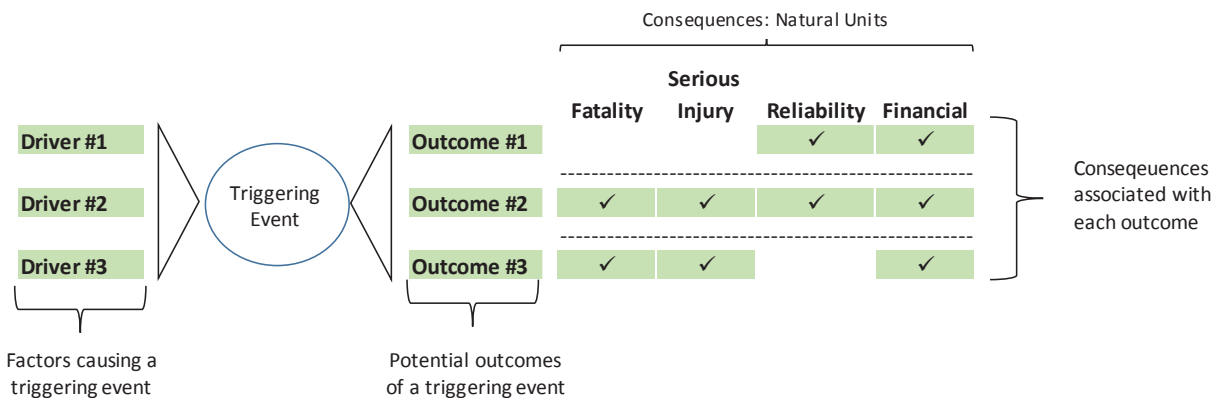 Consequences: Natural Units
Serious
Fatality Injury Reliability Financial
Driver #1 Outcome #1 ✓ ✓
Driver #2 Triggering Event Outcome #2 ✓ ✓ ✓ ✓
Driver #3 Outcome #3 ✓ ✓ ✓
Conseqeuences
associated with
each outcome
Factors causing a
triggering event
Potential outcomes
of a triggering event